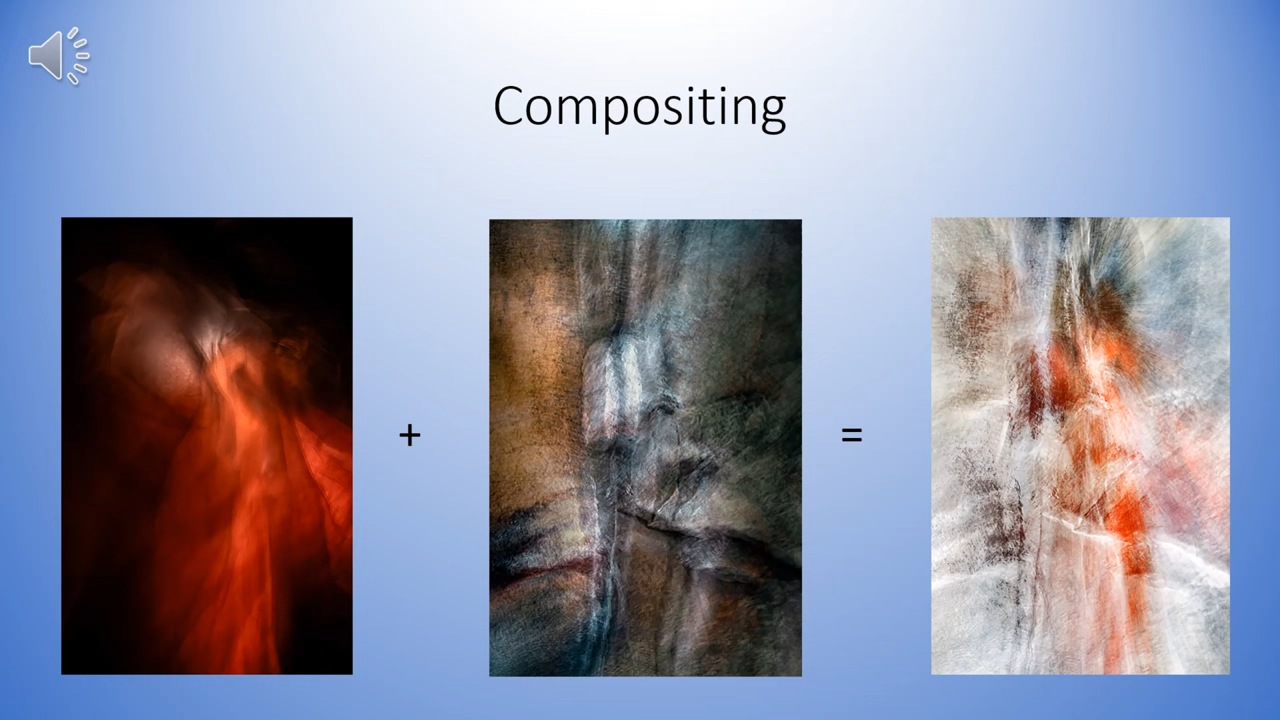 Compositing
+
=